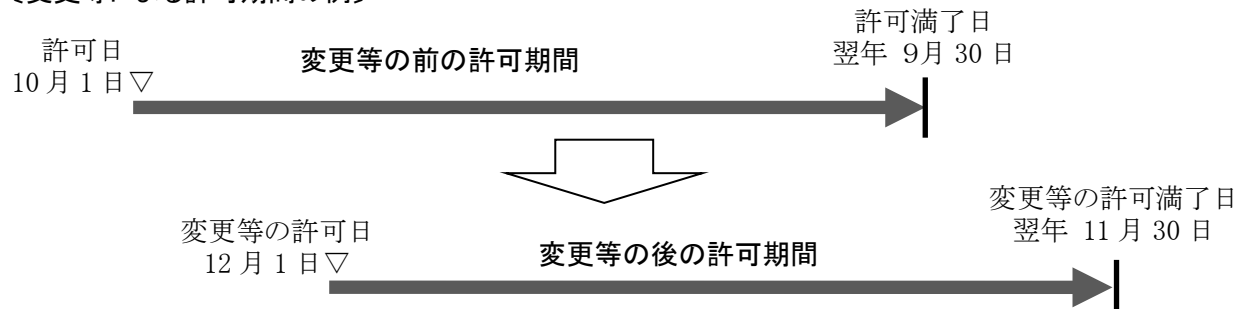 許可満了日
許可日
変更等の前の許可期間
翌年 9月 30 日
10 月 1 日▽
変更等の許可満了日
変更等の許可日
翌年 11 月 30 日
変更等の後の許可期間
12 月 1 日▽